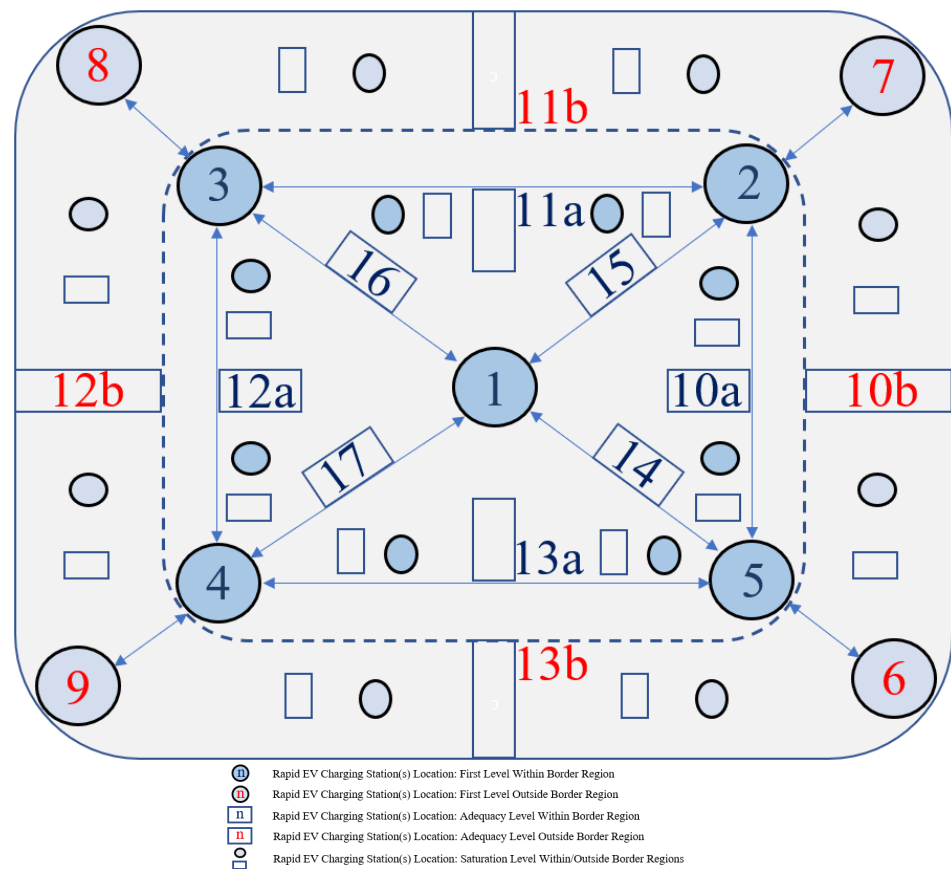 8
7
11b
3
2
11a
16
15
1
12b
12a
10a
10b
17
14
13a
4
5
13b
9
6
n Rapid EV Charging Station(s) Location: First Level Within Border Region
n Rapid EV Charging Station(s) Location: First Level Outside Border Region
n Rapid EV Charging Station(s) Location: Adequacy Level Within Border Region
n Rapid EV Charging Station(s) Location: Adequacy Level Outside Border Region
Rapid EV Charging Station(s) Location: Saturation Level Within/Outside Border Regions